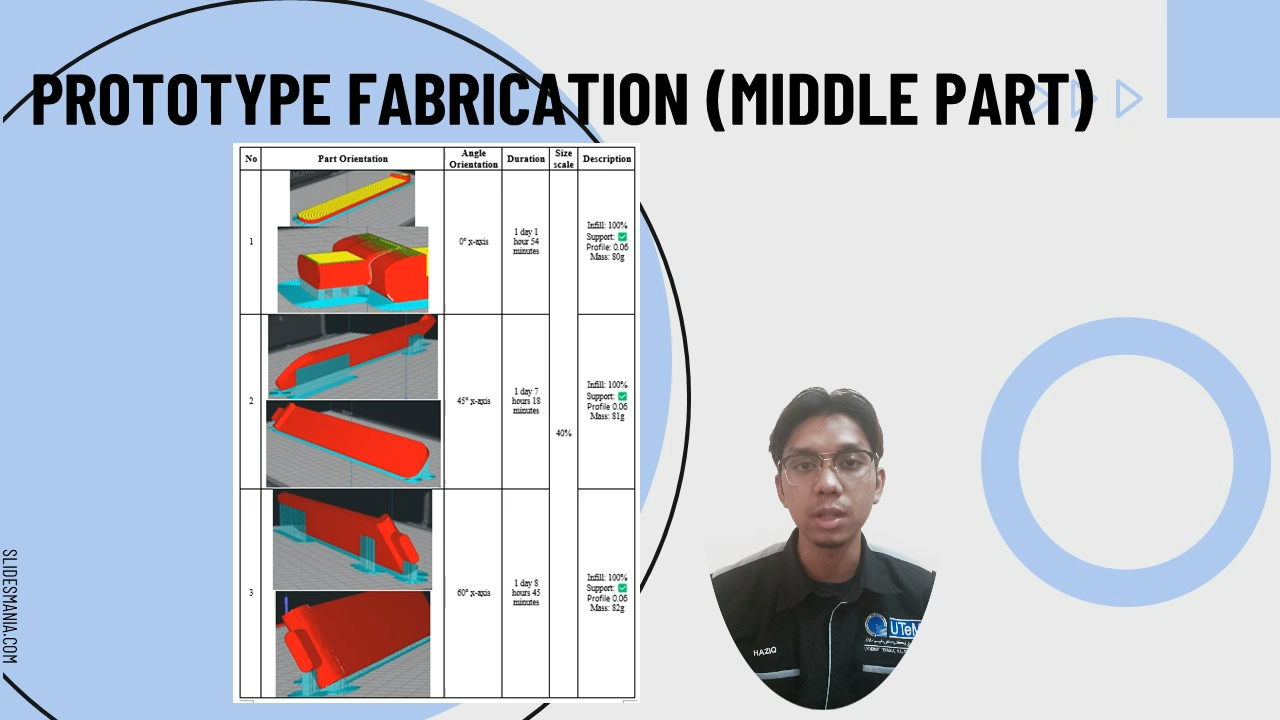 PROTOTYPE FABRICATION (MIDDLE PART)
No
Part Orientation
Angle
Orientation
Duration
Size
scale
Description
1
0° x-axis
1 day 1
hour 54
minutes
Infill: 100%
Support: ✅
Profile: 0.06
Mass: 80g
2
45° x-axis
1 day 7
hours 18
minutes
40%
Infill: 100%
Support: ✅
Profile 0.06
Mass: 81g
3
60° x-axis
1 day 8
hours 45
minutes
Infill: 100%
Support: ✅
Profile 0.06
Mass: 82g
SLIDESMANIA.COM
HAZIQ
UTeM